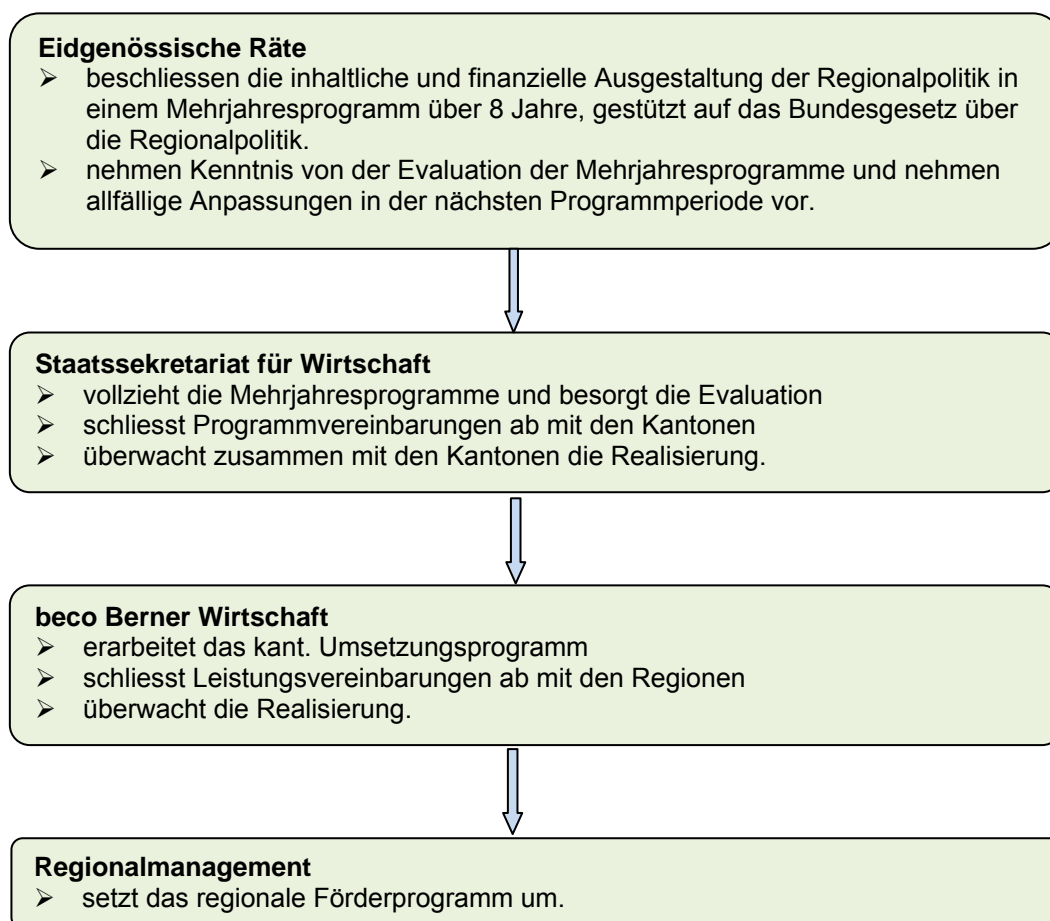 Eidgenössische Räte
➢ beschliessen die inhaltliche und finanzielle Ausgestaltung der Regionalpolitik in
einem Mehrjahresprogramm über 8 Jahre, gestützt auf das Bundesgesetz über
die Regionalpolitik.
➢ nehmen Kenntnis von der Evaluation der Mehrjahresprogramme und nehmen
allfällige Anpassungen in der nächsten Programmperiode vor.
Staatssekretariat für Wirtschaft
➢ vollzieht die Mehrjahresprogramme und besorgt die Evaluation
➢ schliesst Programmvereinbarungen ab mit den Kantonen
➢ überwacht zusammen mit den Kantonen die Realisierung.
beco Berner Wirtschaft
➢ erarbeitet das kant. Umsetzungsprogramm
➢ schliesst Leistungsvereinbarungen ab mit den Regionen
➢ überwacht die Realisierung.
Regionalmanagement
➢ setzt das regionale Förderprogramm um.